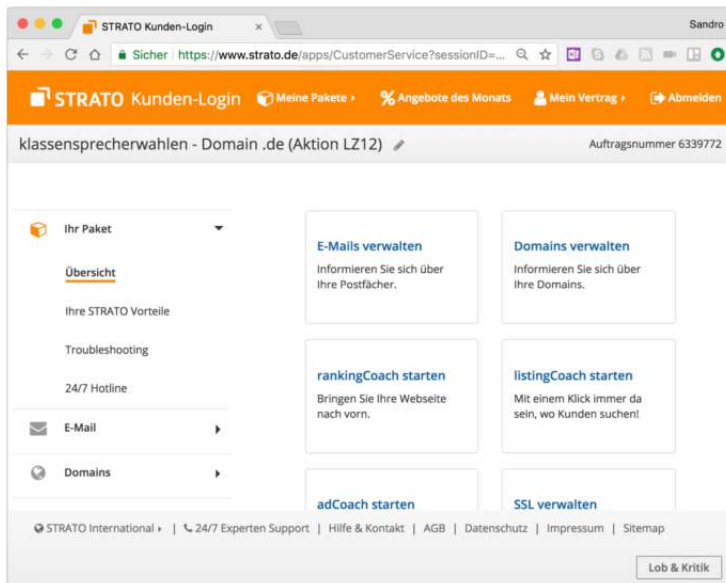 STRATO Kunden-Login
Sandro
Sicher https://www.strato.de/apps/CustomerService?sessionID=...
STRATO Kunden-Login Meine Pakete Angebote des Monats Mein Vertrag Abmelden
klassensprecherwahlen - Domain .de (Aktion LZ12) Auftragsnummer 6339772
Ihr Paket
Übersicht
Ihre STRATO Vorteile
Troubleshooting
24/7 Hotline
E-Mail
Domains
E-Mails verwalten
Informieren Sie sich über
Ihre Postfächer.
Domains verwalten
Informieren Sie sich über
Ihre Domains.
rankingCoach starten
Bringen Sie Ihre Webseite
nach vorn.
listingCoach starten
Mit einem Klick immer da
sein, wo Kunden suchen!
adCoach starten
SSL verwalten
STRATO International | 24/7 Experten Support | Hilfe & Kontakt | AGB | Datenschutz | Impressum | Sitemap
Lob & Kritik